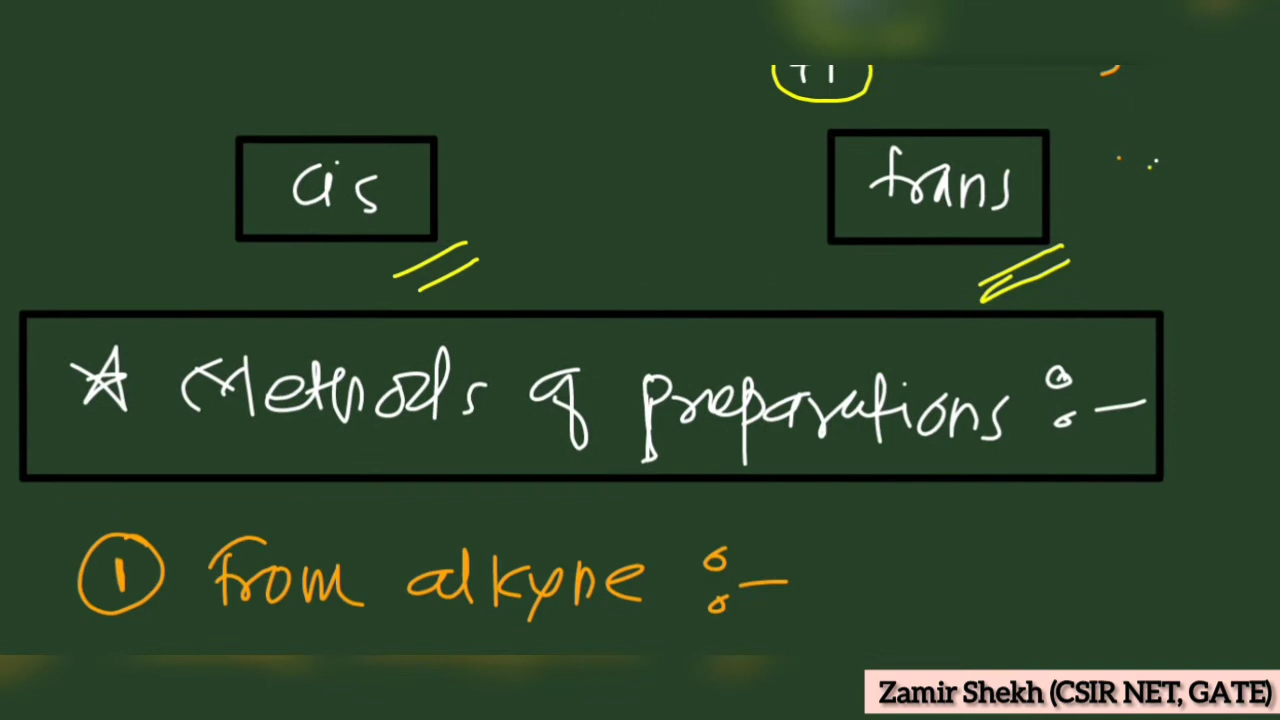 cis trans
☆ Methods of preparations :-
① From alkyne :-
Zamir Shekh (CSIR NET, GATE)